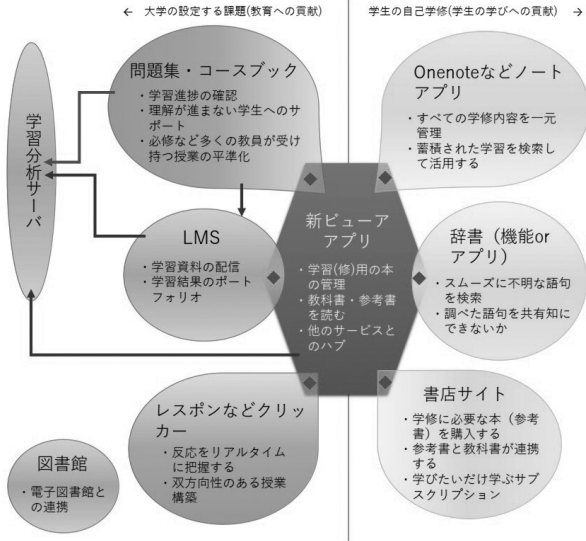 ← 大学の設定する課題(教育への貢献)
学生の自己学修(学生の学びへの貢献) →
問題集・コースブック
・学習進捗の確認
・理解が進まない学生へのサ
ポート
・必修など多くの教員が受け
持つ授業の平準化
Onenoteなどノート
アプリ
・すべての学修内容を一元
管理
・蓄積された学習を検索し
て活用する
学習分析サーバ
新ビューア
アプリ
・学習(修)用の本
の管理
・教科書・参考書
を読む
・他のサービスと
のハブ
LMS
・学習資料の配信
・学習結果のポート
フォリオ
辞書（機能or
アプリ）
・スムーズに不明な語句
を検索
・調べた語句を共有知に
できないか
レスポンなどクリッ
カー
・反応をリアルタイム
に把握する
・双方向性のある授業
構築
書店サイト
・学修に必要な本（参考
書）を購入する
・参考書と教科書が連携
する
・学びたいだけ学ぶサブ
スクリプション
図書館
・電子図書館と
の連携